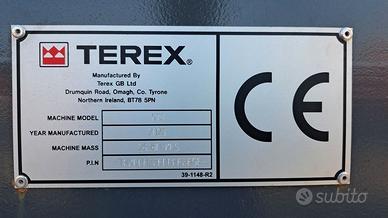 TEREX®
Manufactured By
Terex GB Ltd
Drumquin Road, Omagh, Co. Tyrone
Northern Ireland, BT78 5PN
MACHINE MODEL
YEAR MANUFACTURED
MACHINE MASS
P.I.N
39-1148-R2
CE
subito